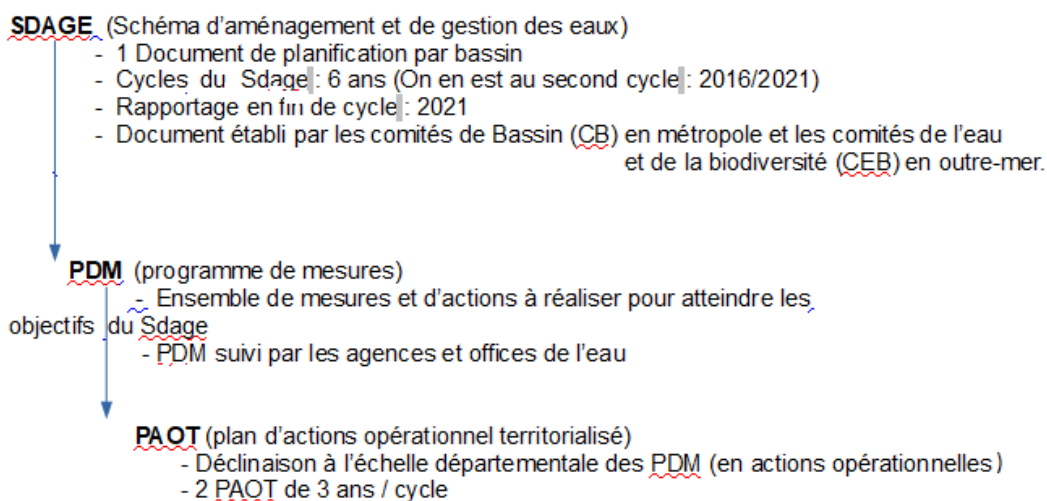 SDAGE (Schéma d'aménagement et de gestion des eaux)
- 1 Document de planification par bassin
- Cycles du Sdage : 6 ans (On en est au second cycle : 2016/2021)
- Rapportage en fin de cycle : 2021
- Document établi par les comités de Bassin (CB) en métropole et les comités de l'eau
et de la biodiversité (CEB) en outre-mer.
PDM (programme de mesures)
- Ensemble de mesures et d'actions à réaliser pour atteindre les
objectifs du Sdage
- PDM suivi par les agences et offices de l'eau
PAOT (plan d'actions opérationnel territorialisé)
- Déclinaison à l'échelle départementale des PDM (en actions opérationnelles)
- 2 PAOT de 3 ans / cycle